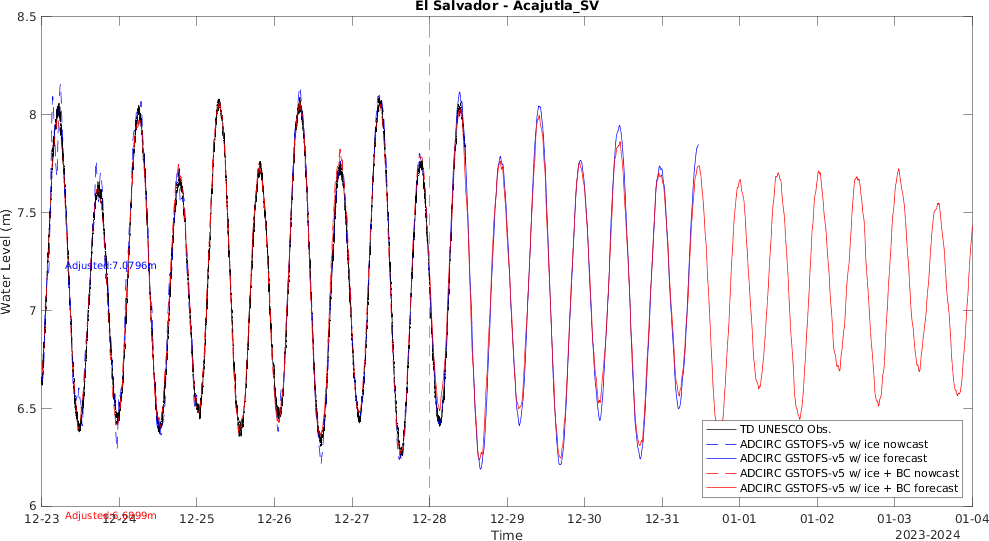 El Salvador - Acajutla_SV
8.5
8
7.5
7
6.5
6
Water Level (m)
Adjusted:7.0796m
TD UNESCO Obs.
ADCIRC GSTOFS-v5 w/ ice nowcast
ADCIRC GSTOFS-v5 w/ ice forecast
ADCIRC GSTOFS-v5 w/ ice + BC nowcast
ADCIRC GSTOFS-v5 w/ ice + BC forecast
12-23 12-24 12-25 12-26 12-27 12-28 12-29 12-30 12-31 01-01 01-02 01-03 01-04
Time
2023-2024